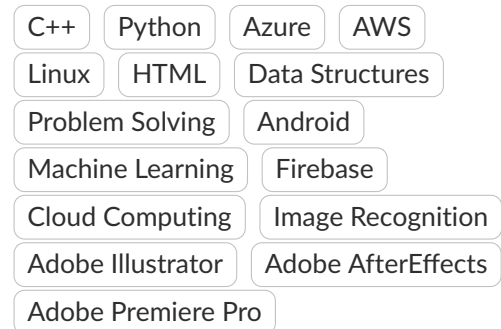 C++ Python Azure AWS
Linux HTML Data Structures
Problem Solving Android
Machine Learning Firebase
Cloud Computing Image Recognition
Adobe Illustrator Adobe AfterEffects
Adobe Premiere Pro